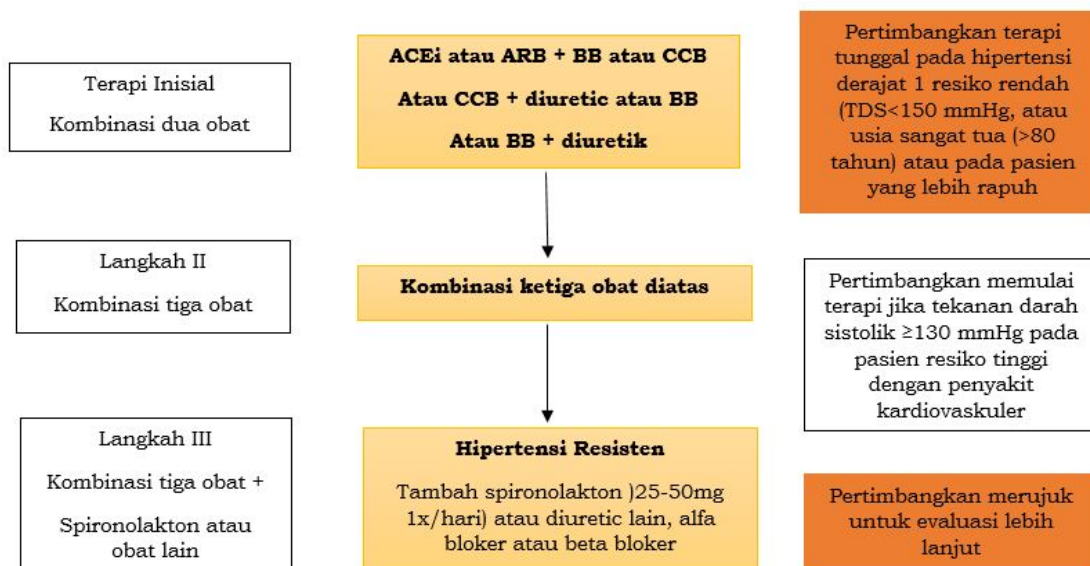 Terapi Inisial
Kombinasi dua obat
ACEi atau ARB + BB atau CCB
Atau CCB + diuretic atau BB
Atau BB + diuretik
Pertimbangkan terapi
tunggal pada hipertensi
derajat 1 resiko rendah
(TDS<150 mmHg, atau
usia sangat tua (>80
tahun) atau pada pasien
yang lebih rapuh
Langkah II
Kombinasi tiga obat
Kombinasi ketiga obat diatas
Pertimbangkan memulai
terapi jika tekanan darah
sistolik ≥130 mmHg pada
pasien resiko tinggi
dengan penyakit
kardiovaskuler
Langkah III
Kombinasi tiga obat +
Spironolakton atau
obat lain
Hipertensi Resisten
Tambah spironolakton )25-50mg
1x/hari) atau diuretic lain, alfa
bloker atau beta bloker
Pertimbangkan merujuk
untuk evaluasi lebih
lanjut